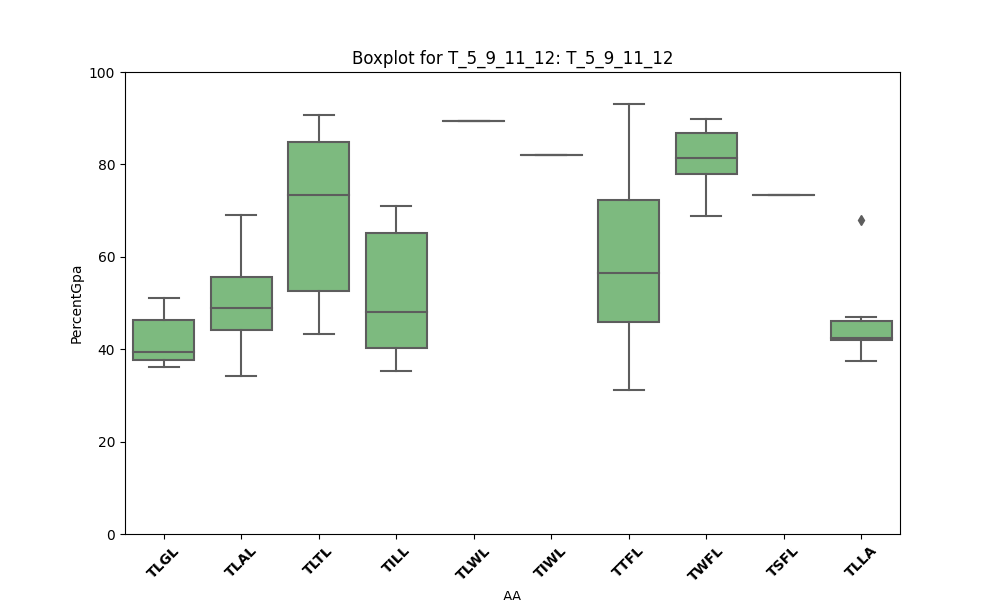 Boxplot for T_5_9_11_12: T_5_9_11_12
100
80
60
40
20
0
PercentGpa
TLGL
TLAL
TLTL
TILL
TLWL
TIWL
TTFL
TWFL
TSFL
TLLA
AA